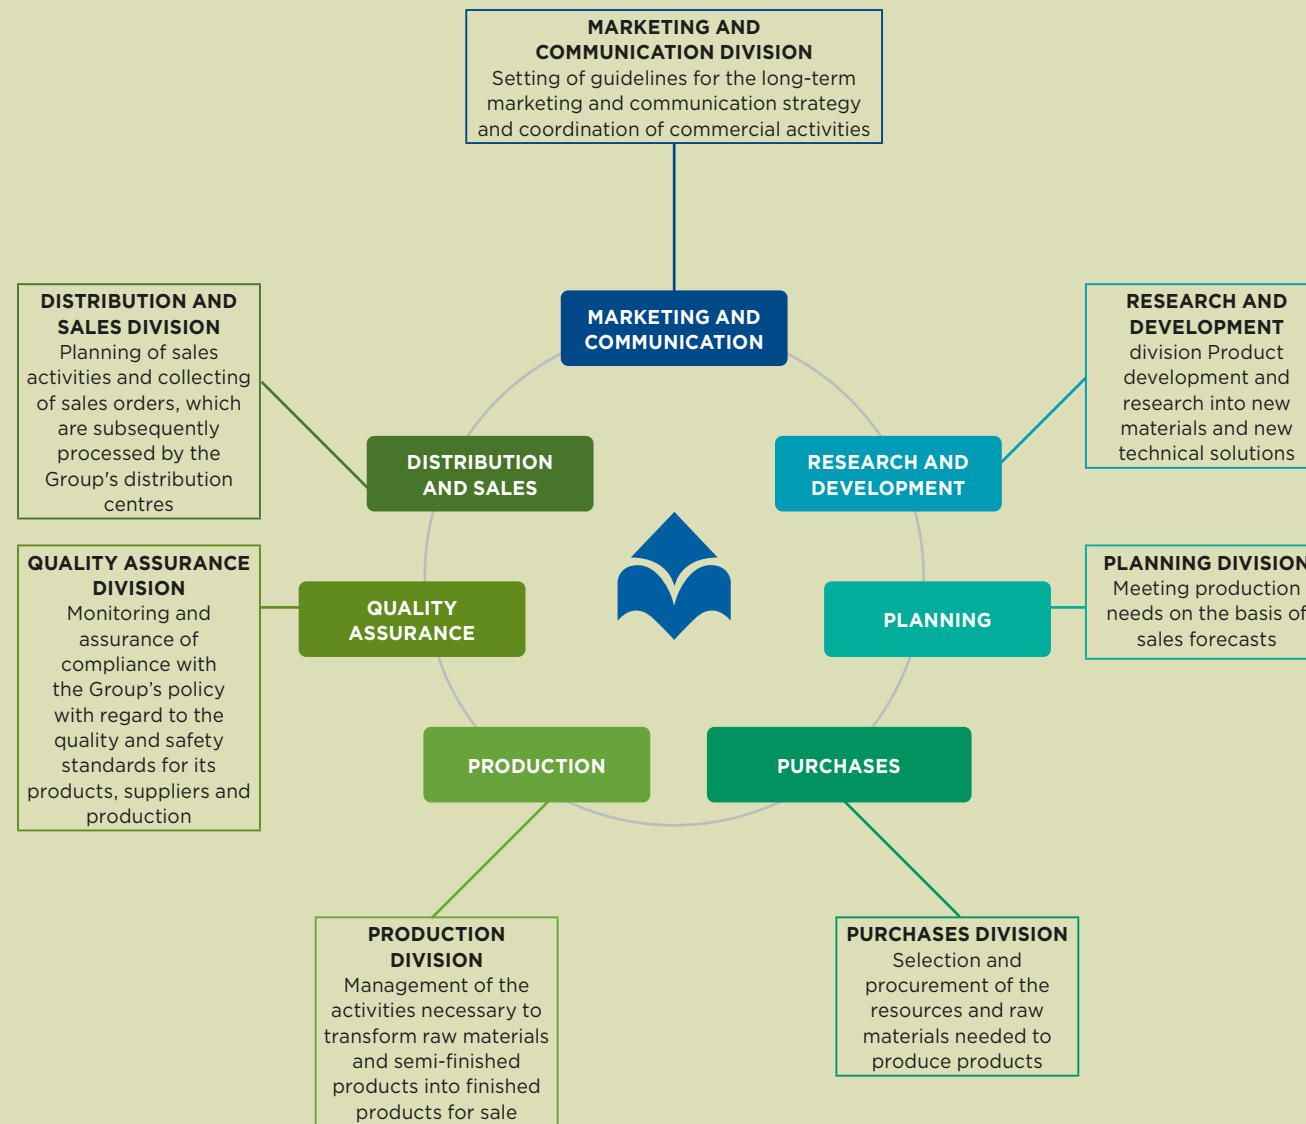 MARKETING AND
COMMUNICATION DIVISION
Setting of guidelines for the long-term
marketing and communication strategy
and coordination of commercial activities
MARKETING AND
COMMUNICATION
DISTRIBUTION AND
SALES DIVISION
Planning of sales
activities and collecting
of sales orders, which
are subsequently
processed by the
Group's distribution
centres
DISTRIBUTION
AND SALES
RESEARCH AND
DEVELOPMENT
RESEARCH AND
DEVELOPMENT
division Product
development and
research into new
materials and new
technical solutions
QUALITY ASSURANCE
DIVISION
Monitoring and
assurance of
compliance with
the Group’s policy
with regard to the
quality and safety
standards for its
products, suppliers and
production
QUALITY
ASSURANCE
PLANNING
PLANNING DIVISION
Meeting production
needs on the basis of
sales forecasts
PRODUCTION
PURCHASES
PRODUCTION
DIVISION
Management of the
activities necessary to
transform raw materials
and semi-finished
products into finished
products for sale
PURCHASES DIVISION
Selection and
procurement of the
resources and raw
materials needed to
produce products